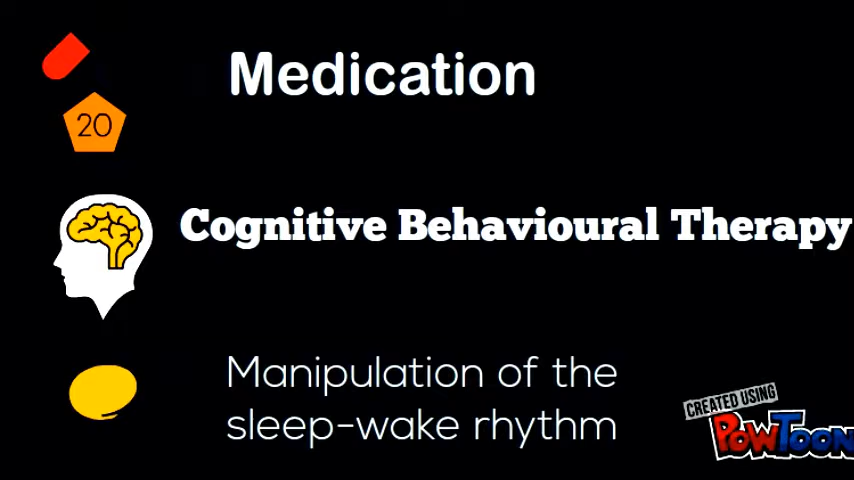 Medication
20
Cognitive Behavioural Therapy
Manipulation of the
sleep-wake rhythm
CREATED USING
POWTOON